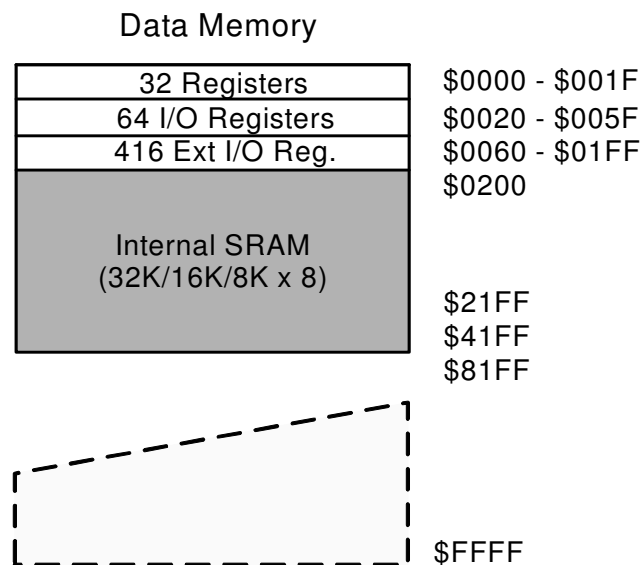 Data Memory
32 Registers $0000 - $001F
64 I/O Registers $0020 - $005F
416 Ext I/O Reg. $0060 - $01FF
$0200
Internal SRAM
(32K/16K/8K x 8)
$21FF
$41FF
$81FF
$FFFF